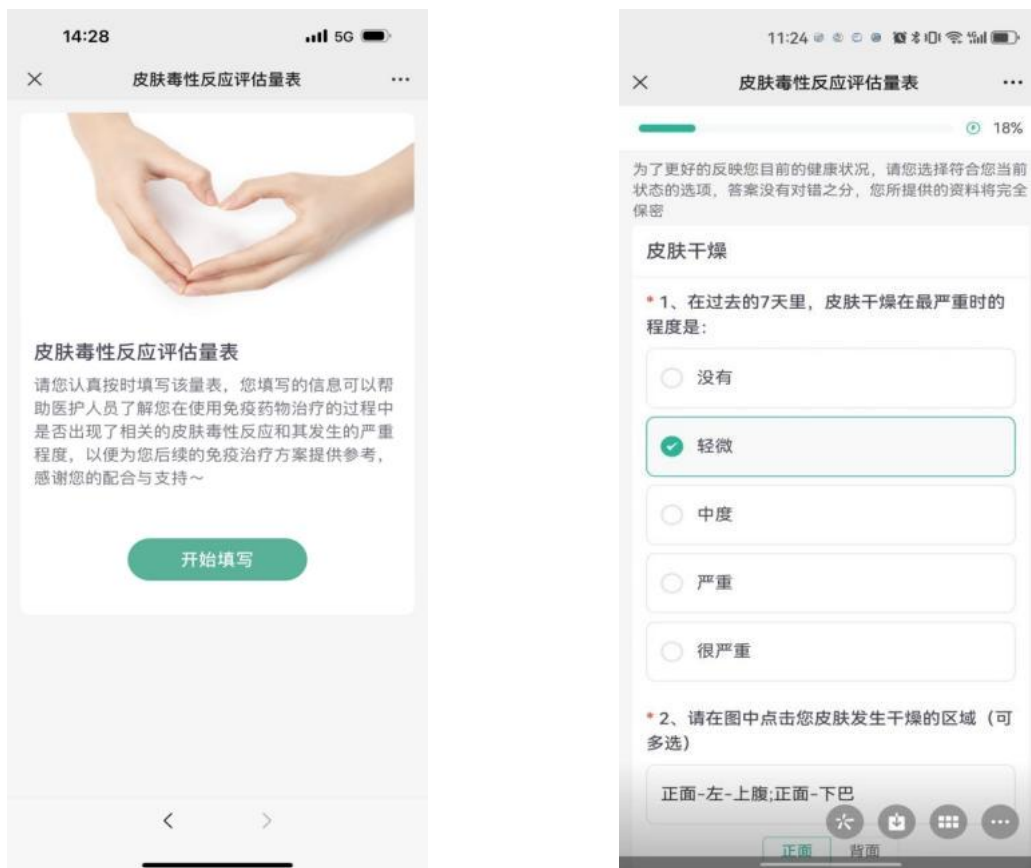 14:28
5G
皮肤毒性反应评估量表
皮肤毒性反应评估量表
请您认真按时填写该量表，您填写的信息可以帮
助医护人员了解您在使用免疫药物治疗的过程中
是否出现了相关的皮肤毒性反应和其发生的严重
程度，以便为您后续的免疫治疗方案提供参考，
感谢您的配合与支持～
开始填写
11:24
皮肤毒性反应评估量表
18%
为了更好的反映您目前的健康状况，请您选择符合您当前
状态的选项，答案没有对错之分，您所提供的资料将完全
保密
皮肤干燥
*1、在过去的7天里，皮肤干燥在最严重时的
程度是：
没有
轻微
中度
严重
很严重
*2、请在图中点击您皮肤发生干燥的区域（可
多选）
正面-左-上腹;正面-下巴
正面
背面